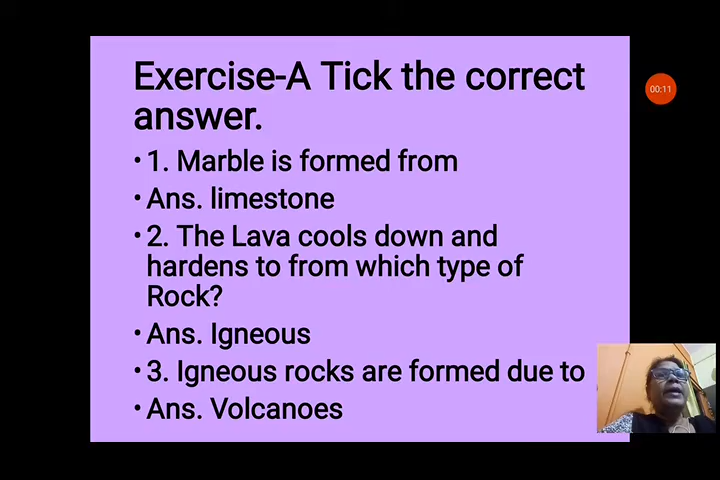 Exercise-A Tick the correct
answer.
• 1. Marble is formed from
• Ans. limestone
• 2. The Lava cools down and
hardens to from which type of
Rock?
• Ans. Igneous
• 3. Igneous rocks are formed due to
• Ans. Volcanoes
00:11